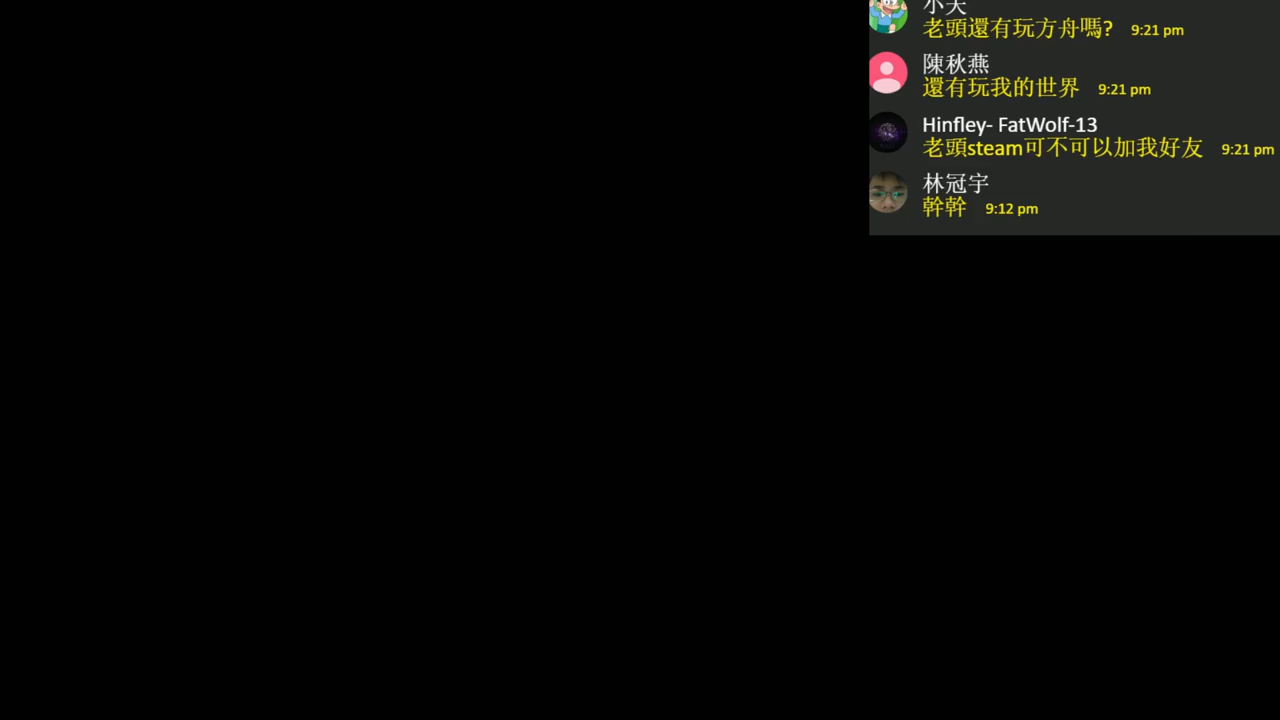 老頭還有玩方舟嗎? 9:21 pm
陳秋燕
還有玩我的世界 9:21 pm
Hinfley- FatWolf-13
老頭steam可不可以加我好友 9:21 pm
林冠宇
幹幹 9:12 pm